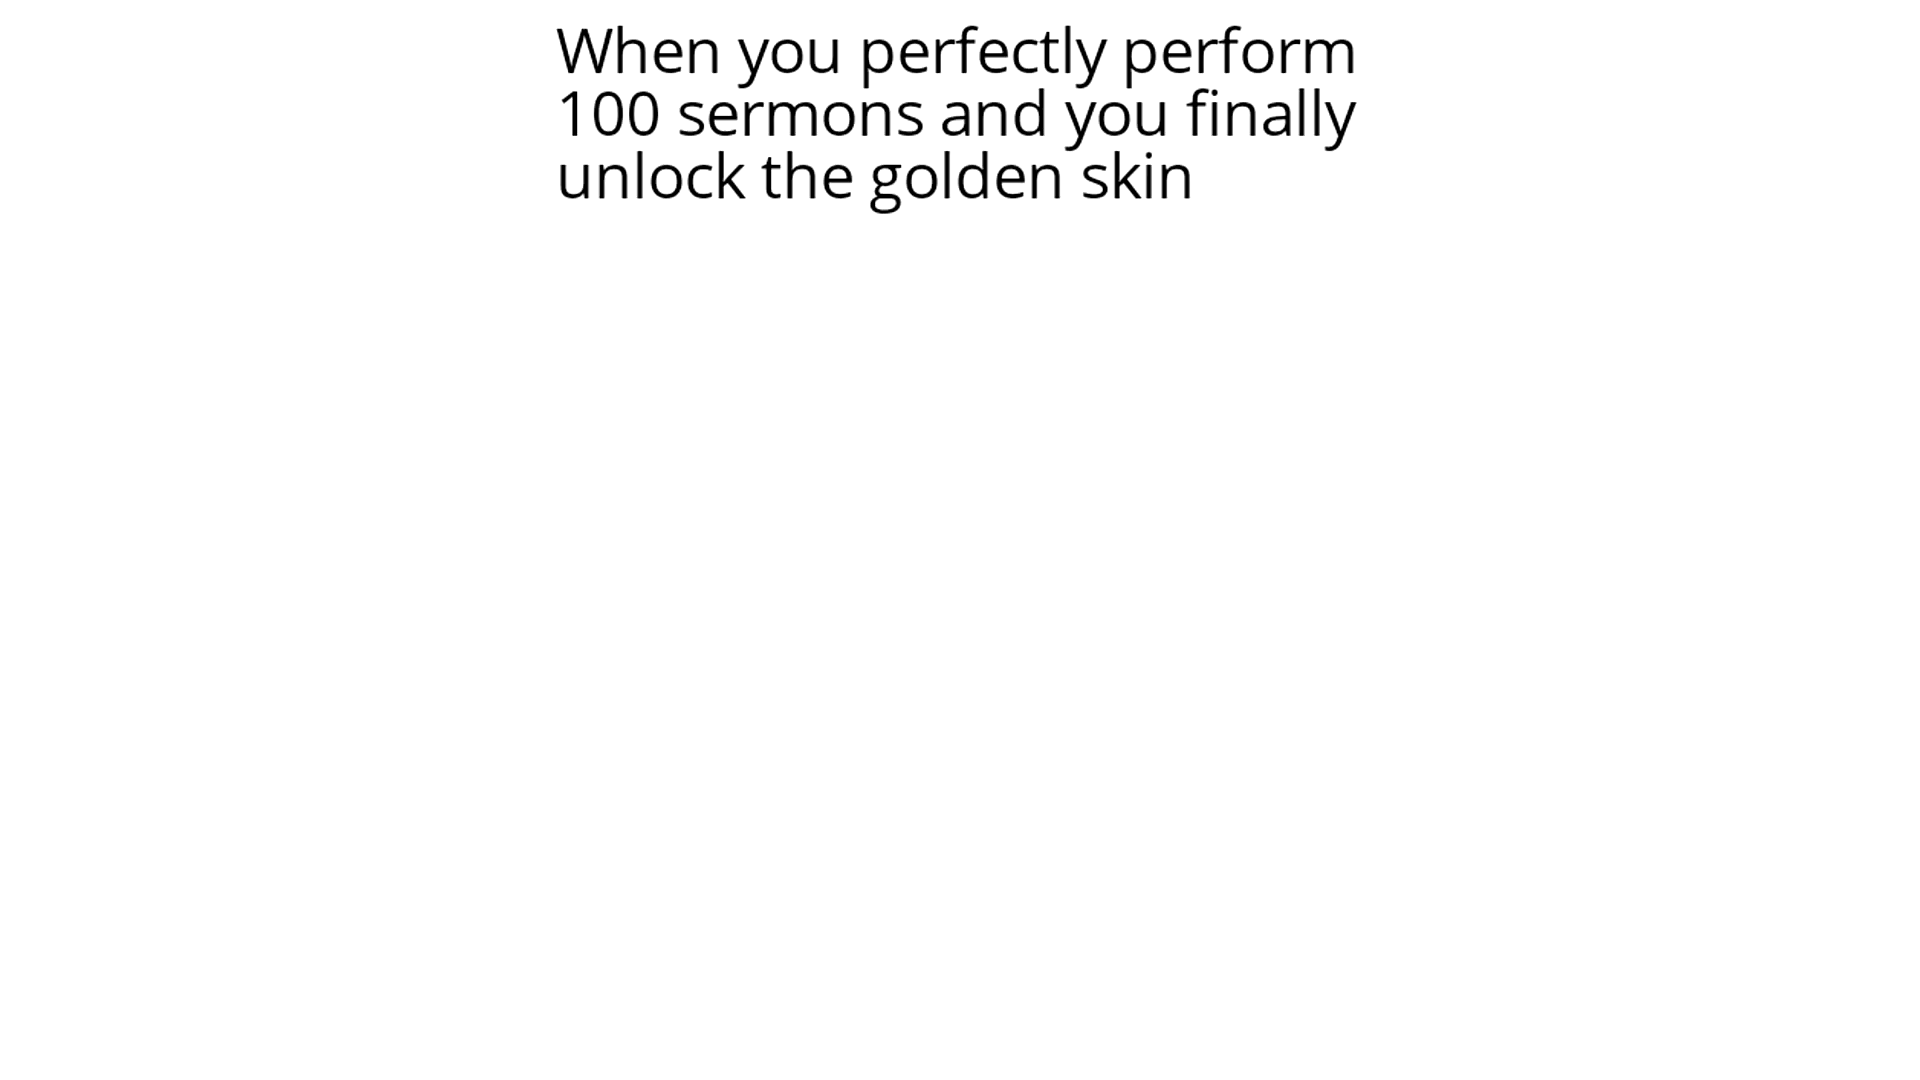 When you perfectly perform
100 sermons and you finally
unlock the golden skin